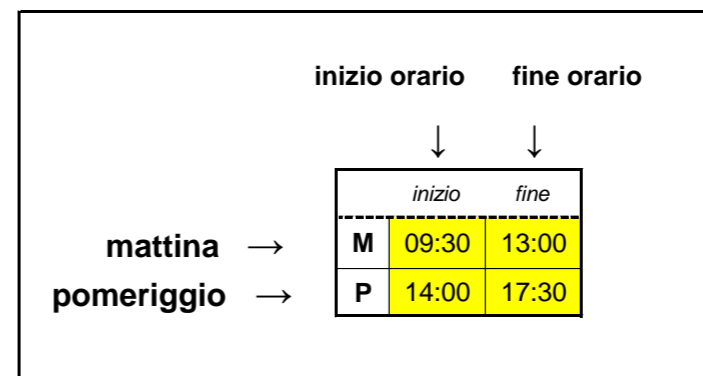 inizio orario fine orario
↓ ↓
inizio fine
mattina → M 09:30 13:00
pomeriggio → P 14:00 17:30